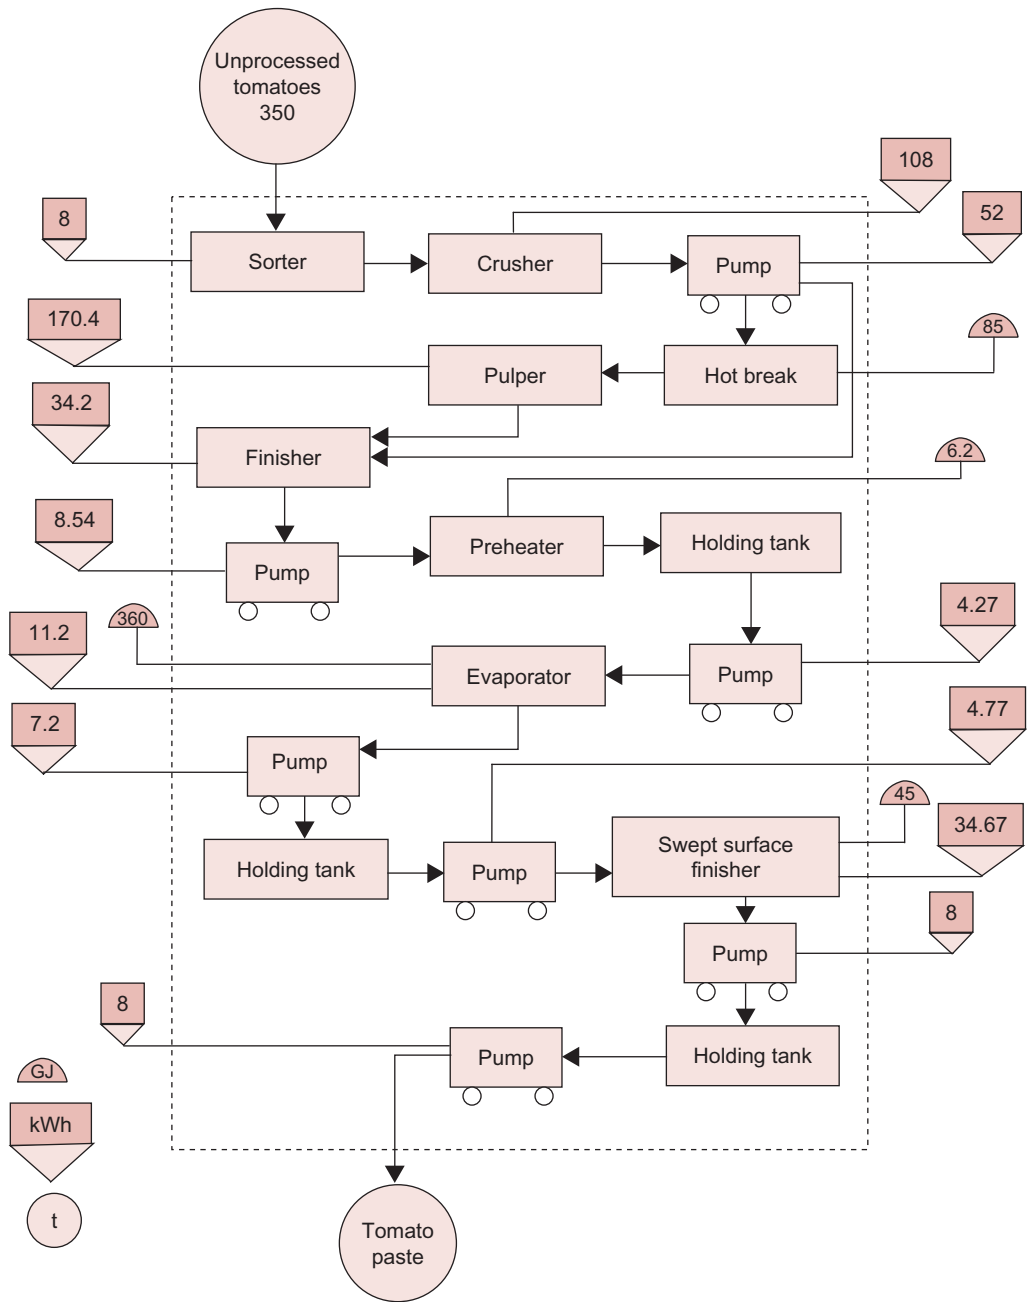 Unprocessed
tomatoes
350
108
8
52
Sorter
Crusher
Pump
170.4
85
Pulper
Hot break
34.2
Finisher
6.2
8.54
Pump
Preheater
Holding tank
360
11.2
4.27
Evaporator
Pump
7.2
4.77
Pump
45
34.67
Holding tank
Pump
Swept surface
finisher
8
Pump
8
Pump
Holding tank
GJ
kWh
t
Tomato
paste